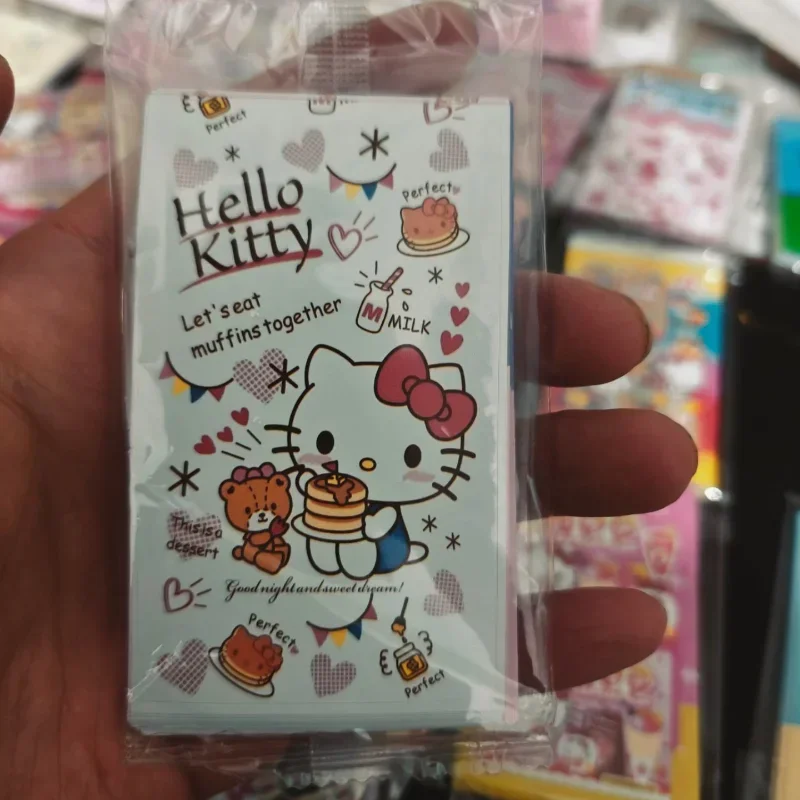 Perfect
Hello
Kitty
Perfect
Let's eat
muffins together
M
MILK
This is a
dessert
Good night and sweet dream!
Perfect
Perfect